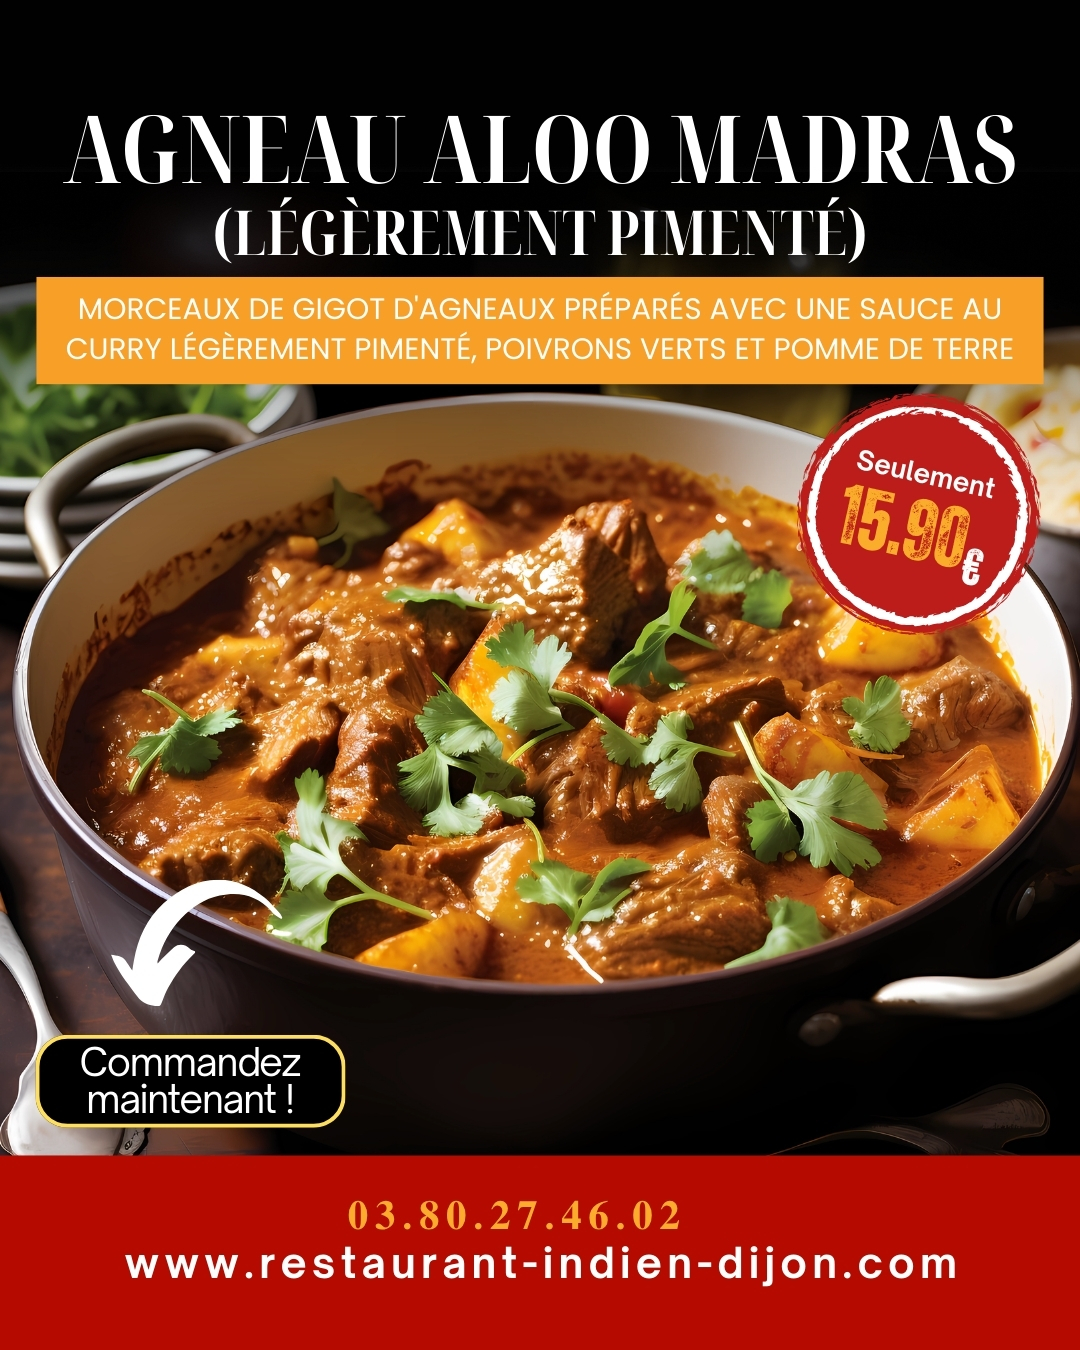 AGNEAU ALOO MADRAS
(LÉGÈREMENT PIMENTÉ)
MORCEAUX DE GIGOT D'AGNEAUX PRÉPARÉS AVEC UNE SAUCE AU
CURRY LÉGÈREMENT PIMENTÉ, POIVRONS VERTS ET POMME DE TERRE
Seulement
15.90€
Commandez
maintenant !
03.80.27.46.02
www.restaurant-indien-dijon.com